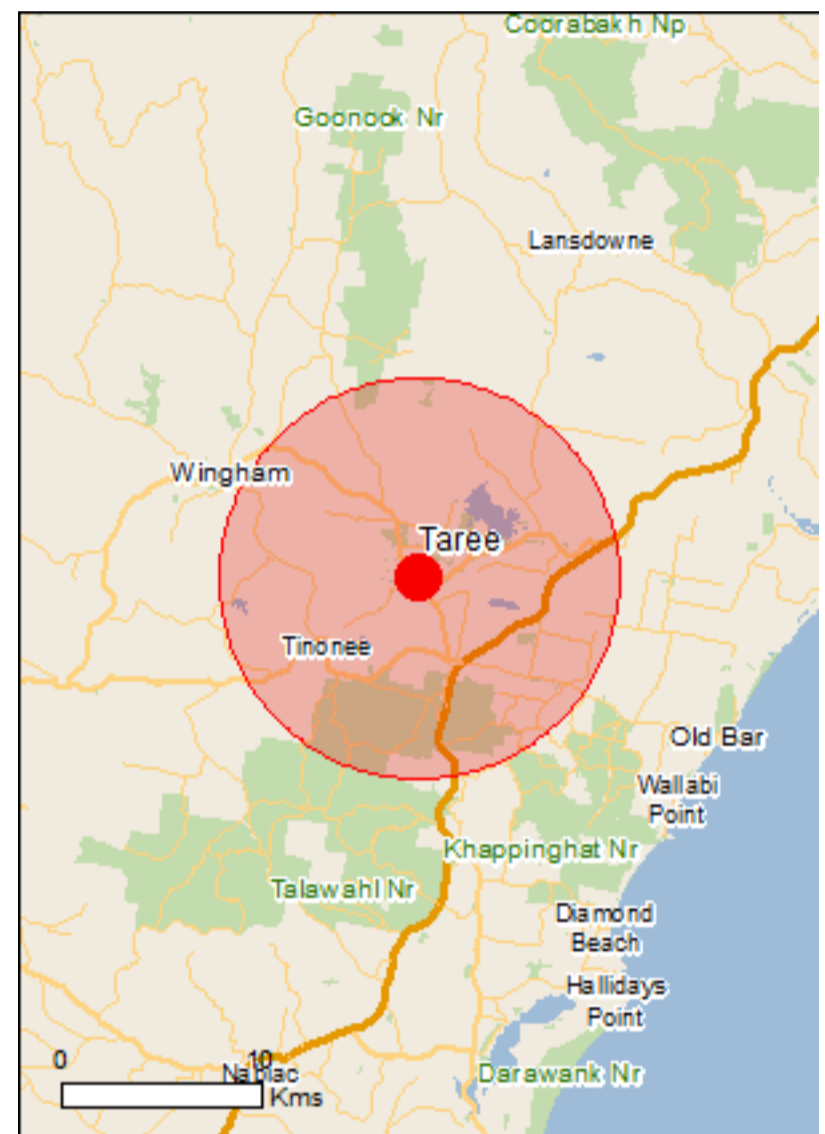 Coorabakh Np
Goonook Nr
Lansdowne
Wingham
Taree
Tinonee
Old Bar
Wallabi
Point
Khappinghat Nr
Talawahl Nr
Diamond
Beach
Hallidays
Point
0 10
Nabiac
Darawank Nr
Kms